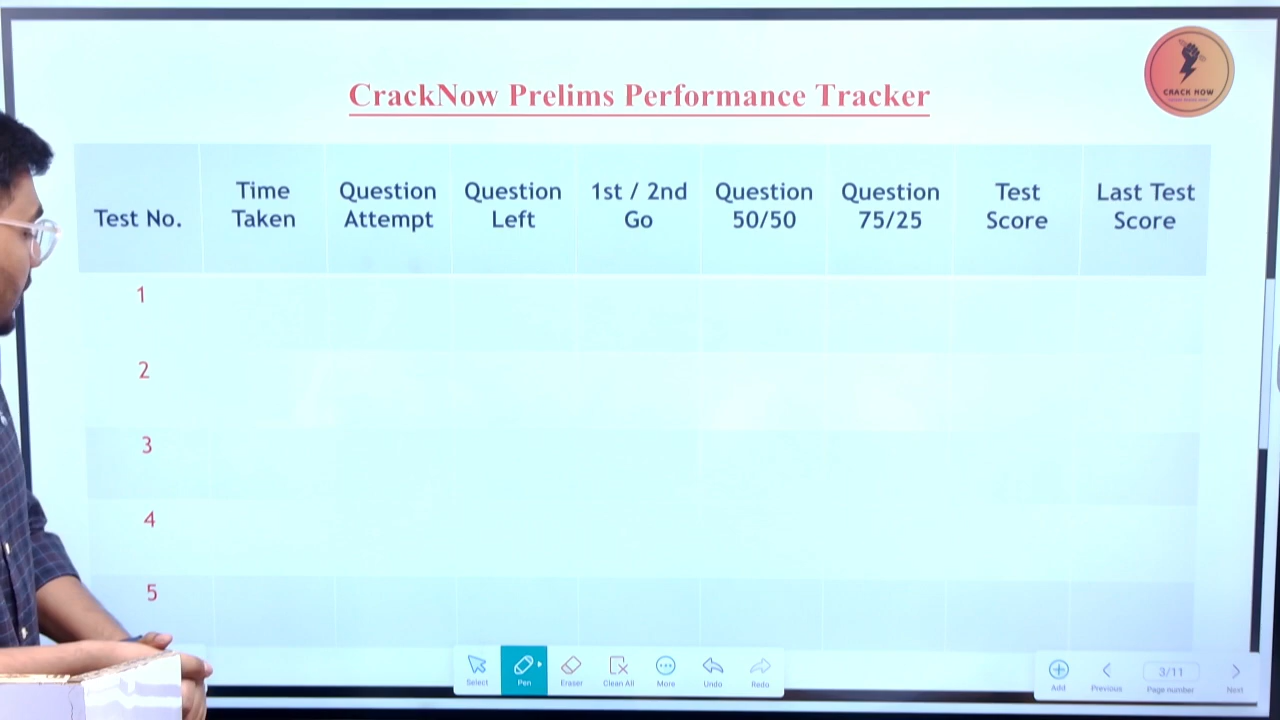 CRACK NOW
CrackNow Prelims Performance Tracker
Test No. Time Taken Question Attempt Question Left 1st / 2nd Go Question 50/50 Question 75/25 Test Score Last Test Score
1
2
3
4
5
Select Pen Eraser Clean All More Undo Redo
Add Previous 3/11 Page number Next